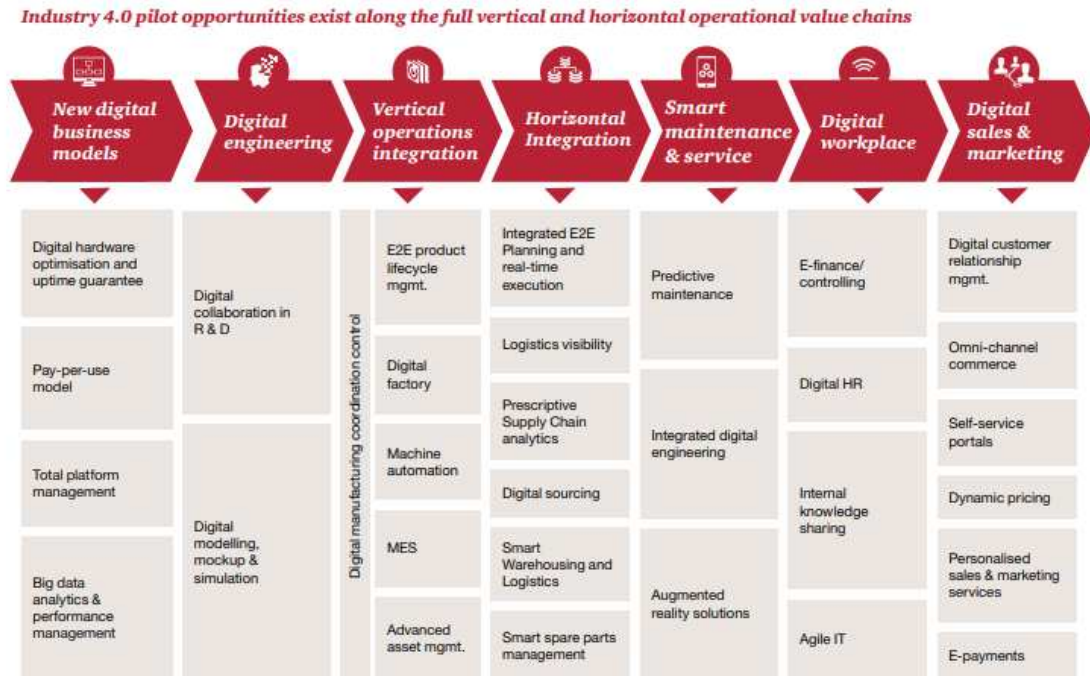 Industry 4.0 pilot opportunities exist along the full vertical and horizontal operational value chains
New digital
business
models
Digital
engineering
Vertical
operations
integration
Horizontal
Integration
Smart
maintenance
& service
Digital
workplace
Digital
sales &
marketing
Digital hardware
optimisation and
uptime guarantee
Pay-per-use
model
Total platform
management
Big data
analytics &
performance
management
Digital
collaboration in
R & D
Digital
modelling,
mockup &
simulation
Digital manufacturing coordination control
E2E product
lifecycle
mgmt.
Digital
factory
Machine
automation
MES
Advanced
asset mgmt.
Integrated E2E
Planning and
real-time
execution
Logistics visibility
Prescriptive
Supply Chain
analytics
Digital sourcing
Smart
Warehousing and
Logistics
Smart spare parts
management
Predictive
maintenance
Integrated digital
engineering
Augmented
reality solutions
E-finance/
controlling
Digital HR
Internal
knowledge
sharing
Agile IT
Digital customer
relationship
mgmt.
Omni-channel
commerce
Self-service
portals
Dynamic pricing
Personalised
sales & marketing
services
E-payments